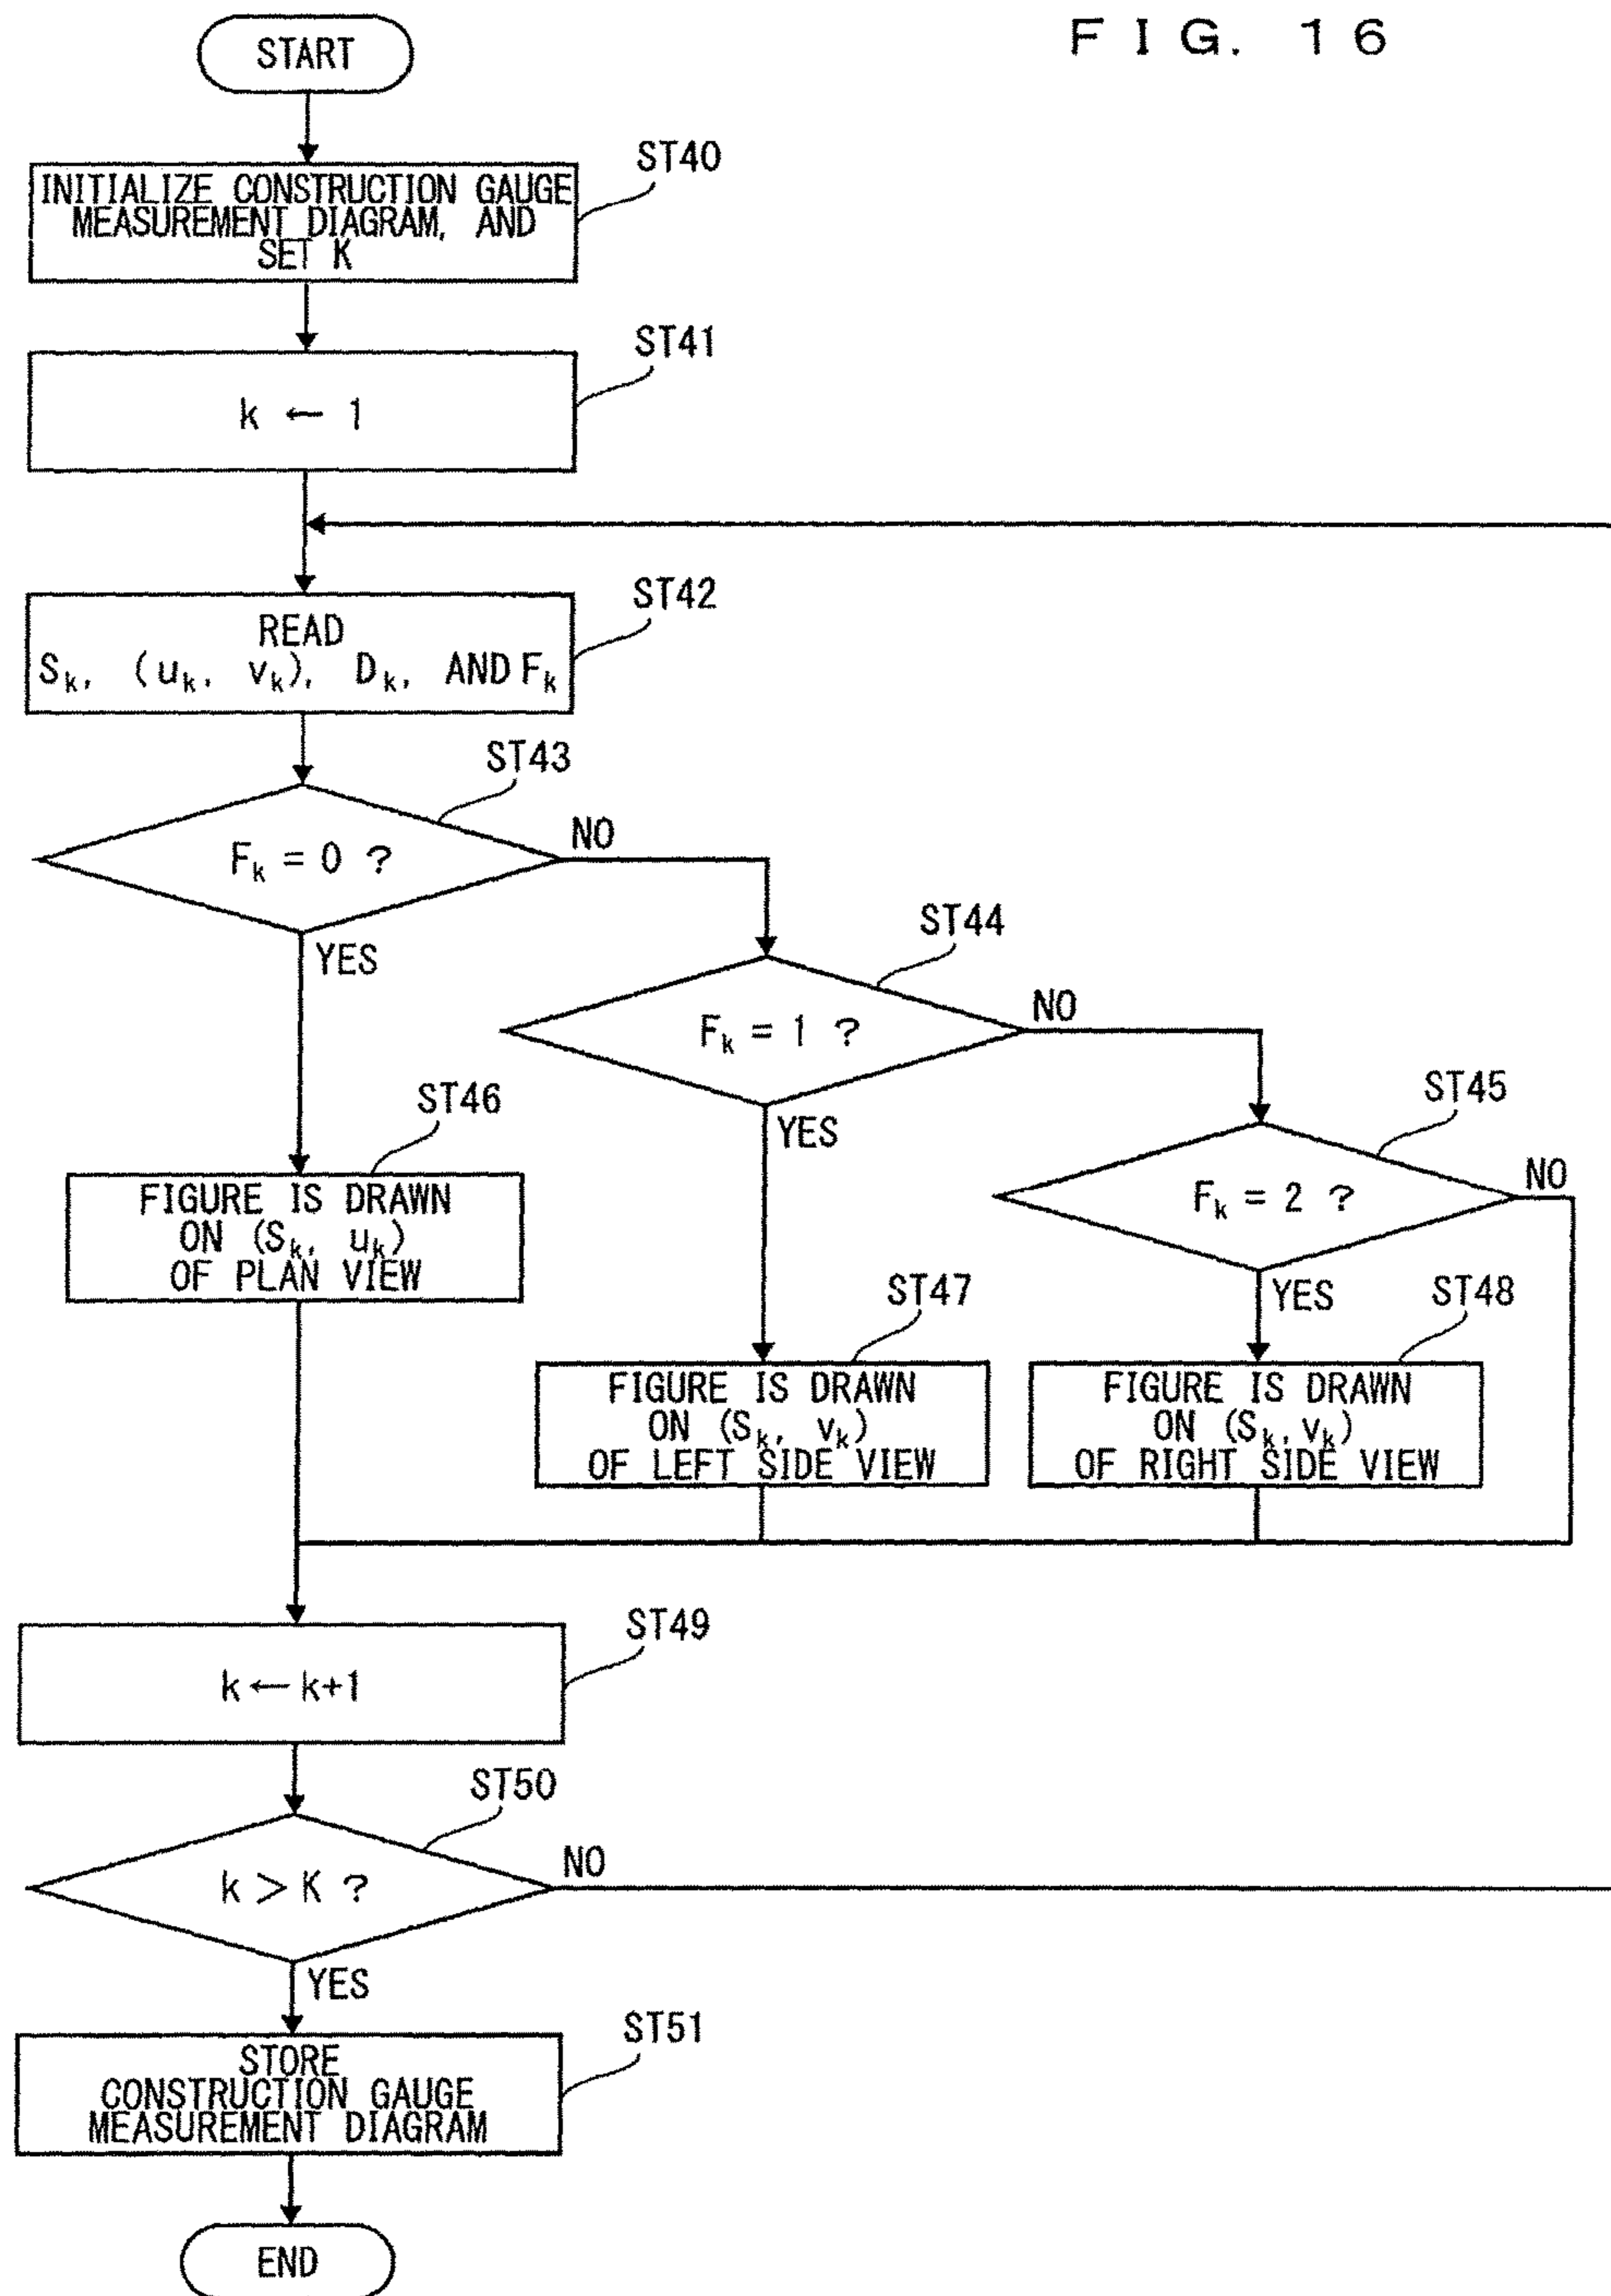 F I G. 16
START
ST40
INITIALIZE CONSTRUCTION GAUGE
MEASUREMENT DIAGRAM, AND
SET K
ST41
k ← 1
ST42
READ
Sₖ, (uₖ, vₖ), Dₖ, AND Fₖ
ST43
Fₖ = 0 ?
NO
YES
ST44
Fₖ = 1 ?
NO
YES
ST45
Fₖ = 2 ?
NO
YES
ST46
FIGURE IS DRAWN
ON (Sₖ, uₖ)
OF PLAN VIEW
ST47
FIGURE IS DRAWN
ON (Sₖ, vₖ)
OF LEFT SIDE VIEW
ST48
FIGURE IS DRAWN
ON (Sₖ, vₖ)
OF RIGHT SIDE VIEW
ST49
k ← k+1
ST50
k > K ?
NO
YES
ST51
STORE
CONSTRUCTION GAUGE
MEASUREMENT DIAGRAM
END